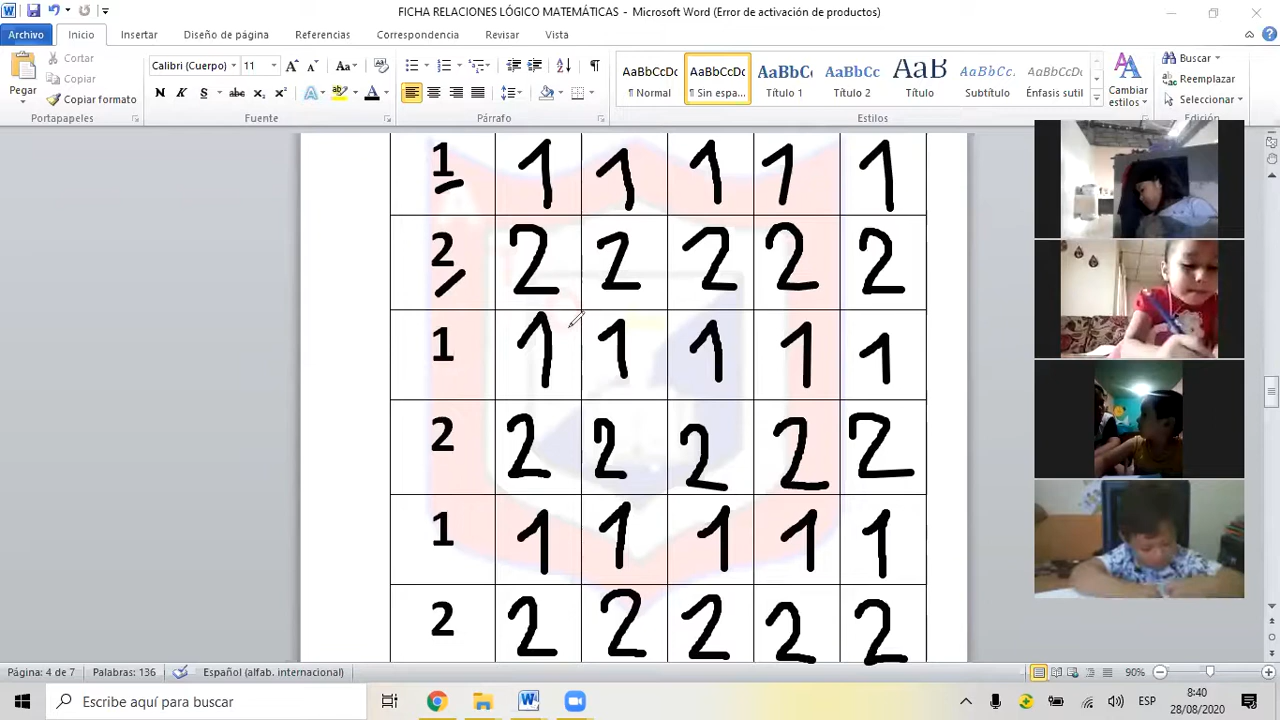 FICHA RELACIONES LÓGICO MATEMÁTICAS - Microsoft Word (Error de activación de productos)
Archivo Inicio Insertar Diseño de página Referencias Correspondencia Revisar Vista
Pegar
Cortar
Copiar
Copiar formato
Portapapeles
Calibri (Cuerpo) 11
N K S abc x₂ x²
Fuente
Párrafo
AaBbCcDc AaBbCcDc AaBbC AaBbCc AaB AaBbCcD AaBbCcDc
¶ Normal ¶ Sin espa... Título 1 Título 2 Título Subtítulo Énfasis sutil
Estilos
Cambiar estilos
Buscar
Reemplazar
Seleccionar
Edición
1 1 1 1 1 1
2 2 2 2 2 2
1 1 1 1 1 1
2 2 2 2 2 2
1 1 1 1 1 1
2 2 2 2 2 2
Página: 4 de 7 Palabras: 136 Español (alfab. internacional) 90%
Escribe aquí para buscar
ESP
8:40
28/08/2020